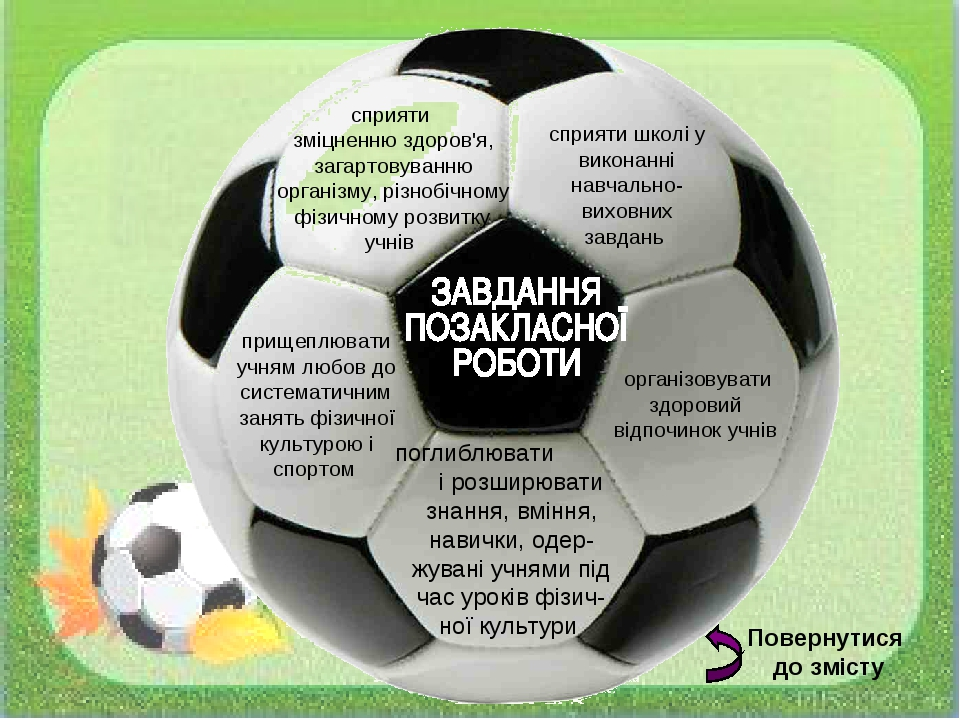 сприяти
зміцненню здоров'я,
загартовуванню
організму, різнобічному
фізичному розвитку
учнів
сприяти школі у
виконанні
навчально-
виховних
завдань
ЗАВДАННЯ
ПОЗАКЛАСНОЇ
РОБОТИ
прищеплювати
учням любов до
систематичним
занять фізичної
культурою і
спортом
організовувати
здоровий
відпочинок учнів
поглиблювати
і розширювати
знання, вміння,
навички, одер-
жувані учнями під
час уроків фізич-
ної культури
Повернутися
до змісту